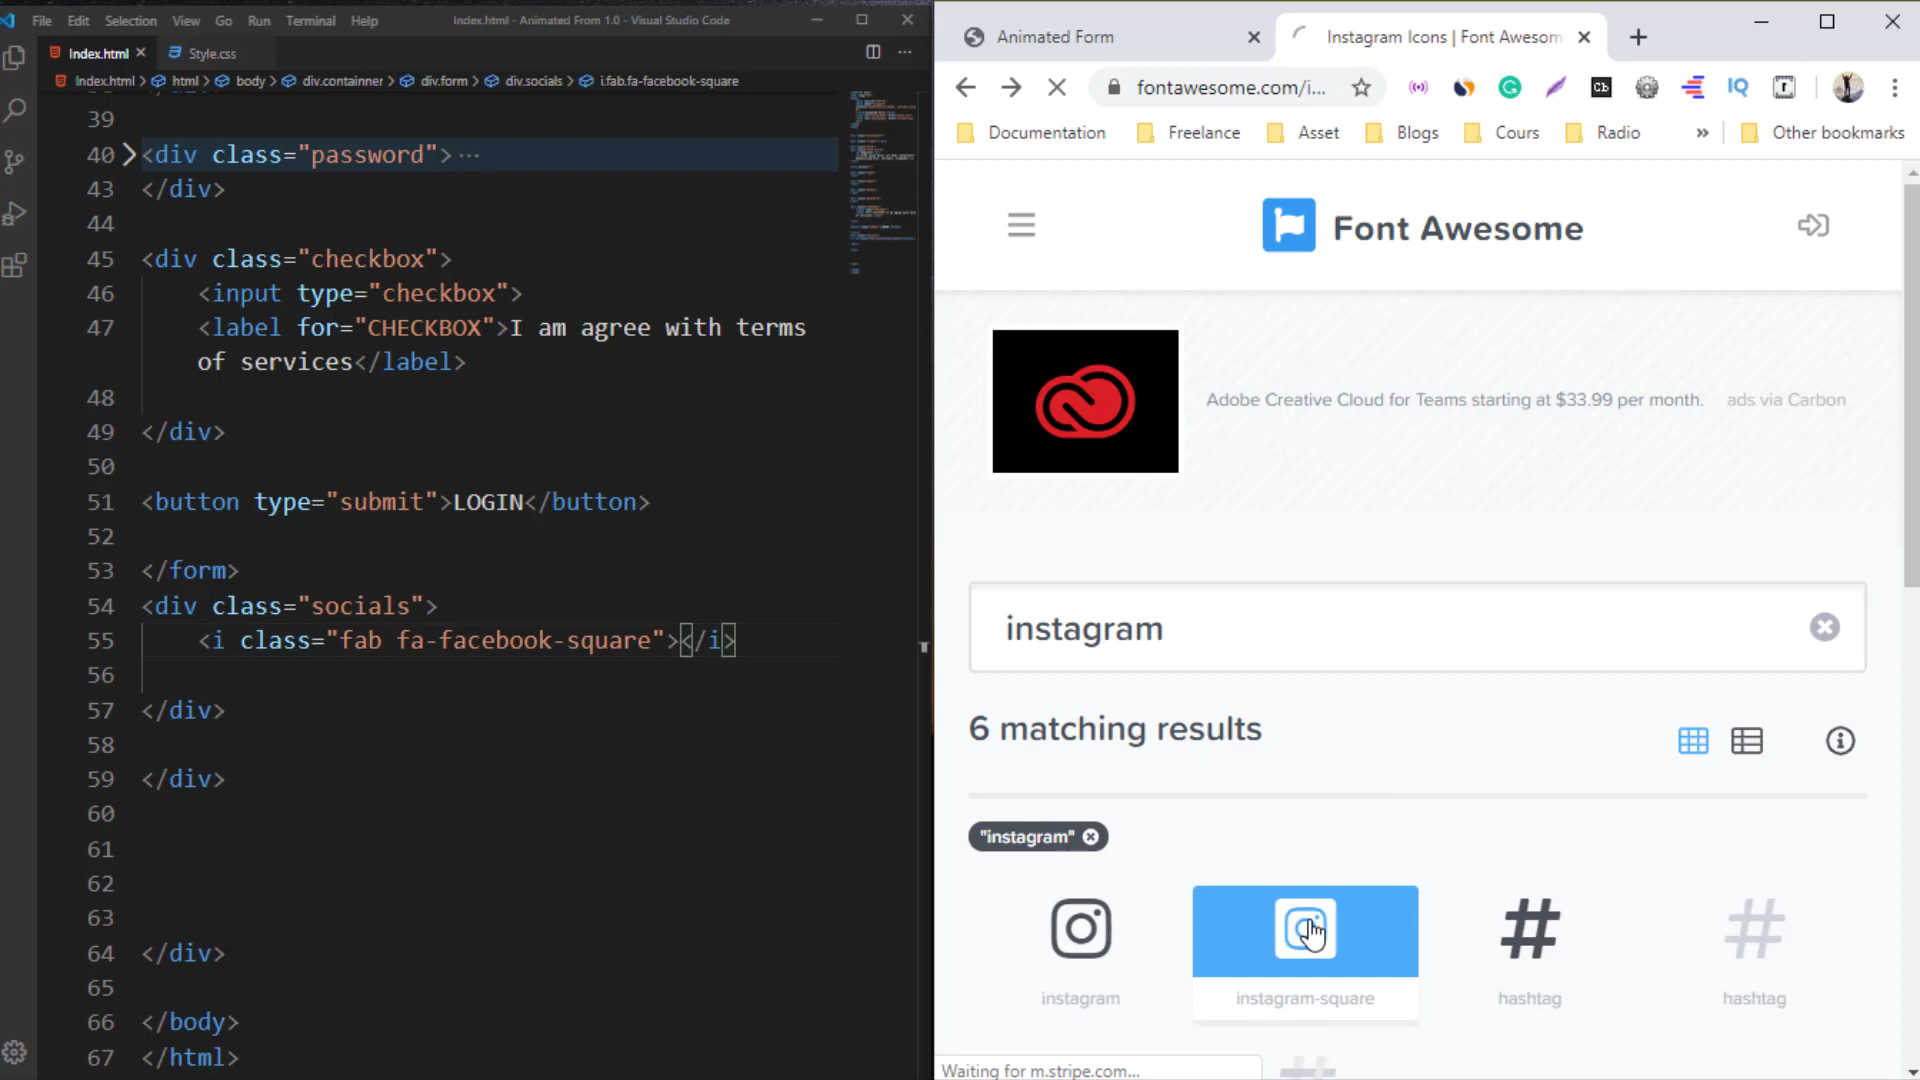 File Edit Selection View Go Run Terminal Help
Index.html - Animated From 1.0 - Visual Studio Code
Index.html
Style.css
Index.html > html > body > div.containner > div.form > div.socials > i.fab.fa-facebook-square
39
40 <div class="password"> ···
43 </div>
44
45 <div class="checkbox">
46 <input type="checkbox">
47 <label for="CHECKBOX">I am agree with terms
of services</label>
48
49 </div>
50
51 <button type="submit">LOGIN</button>
52
53 </form>
54 <div class="socials">
55 <i class="fab fa-facebook-square"></i>
56
57 </div>
58
59 </div>
60
61
62
63
64 </div>
65
66 </body>
67 </html>
Animated Form
Instagram Icons | Font Awesom
fontawesome.com/i...
Cb
IQ
Documentation Freelance Asset Blogs Cours Radio » Other bookmarks
Font Awesome
Adobe Creative Cloud for Teams starting at $33.99 per month. ads via Carbon
instagram
6 matching results
"instagram"
instagram
instagram-square
hashtag
hashtag
Waiting for m.stripe.com...